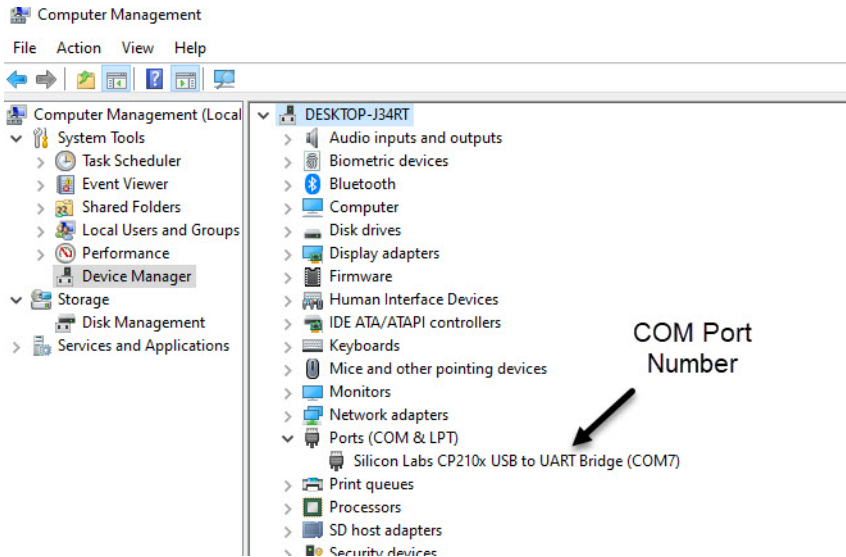 Computer Management
File Action View Help
Computer Management (Local
System Tools
Task Scheduler
Event Viewer
Shared Folders
Local Users and Groups
Performance
Device Manager
Storage
Disk Management
Services and Applications
DESKTOP-J34RT
Audio inputs and outputs
Biometric devices
Bluetooth
Computer
Disk drives
Display adapters
Firmware
Human Interface Devices
IDE ATA/ATAPI controllers
Keyboards
Mice and other pointing devices
Monitors
Network adapters
Ports (COM & LPT)
Silicon Labs CP210x USB to UART Bridge (COM7)
Print queues
Processors
SD host adapters
Security devices
COM Port
Number